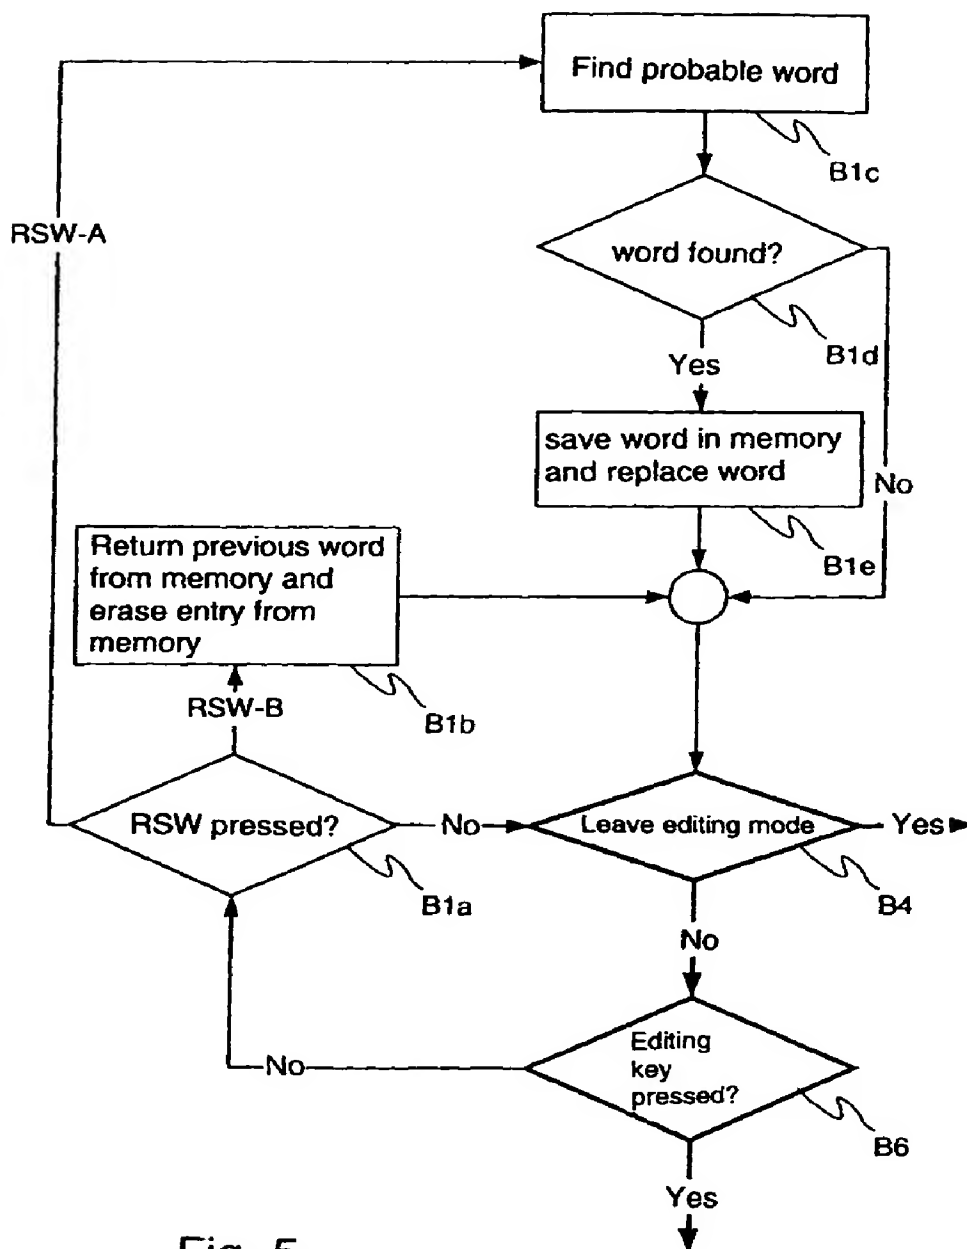 Find probable word
B1c
RSW-A
word found?
B1d
Yes
save word in memory
and replace word
No
B1e
Return previous word
from memory and
erase entry from
memory
RSW-B
B1b
RSW pressed?
No
Leave editing mode
Yes
B1a
B4
No
Editing
key
pressed?
No
B6
Yes
Fig. 5